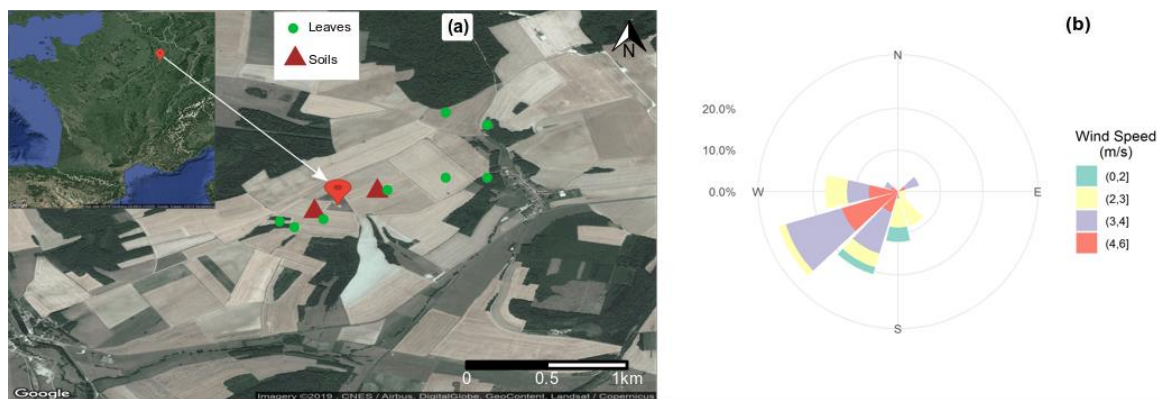 (a)
Leaves
Soils
N
0
0.5
1km
Google
Imagery ©2019 , CNES / Airbus, DigitalGlobe, GeoContent, Landsat / Copernicus
(b)
N
20.0%
10.0%
0.0%
W
E
S
Wind Speed
(m/s)
(0,2]
(2,3]
(3,4]
(4,6]